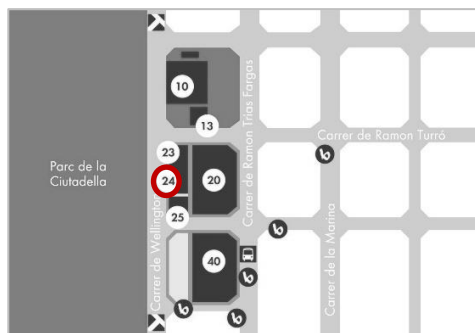 10
13
Carrer de Ramon Trias Fargas
Carrer de Ramon Turró
23
24
20
25
Parc de la
Ciutadella
Carrer de Wellington
Carrer de la Marina
40